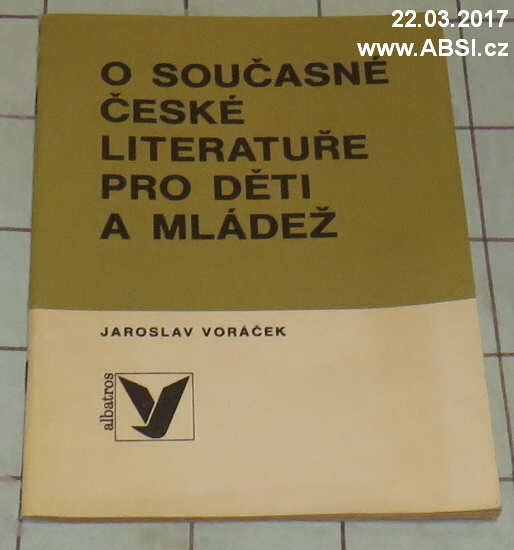 22.03.2017
www.ABSI.cz
O SOUČASNÉ
ČESKÉ
LITERATUŘE
PRO DĚTI
A MLÁDEŽ
JAROSLAV VORÁČEK
albatros